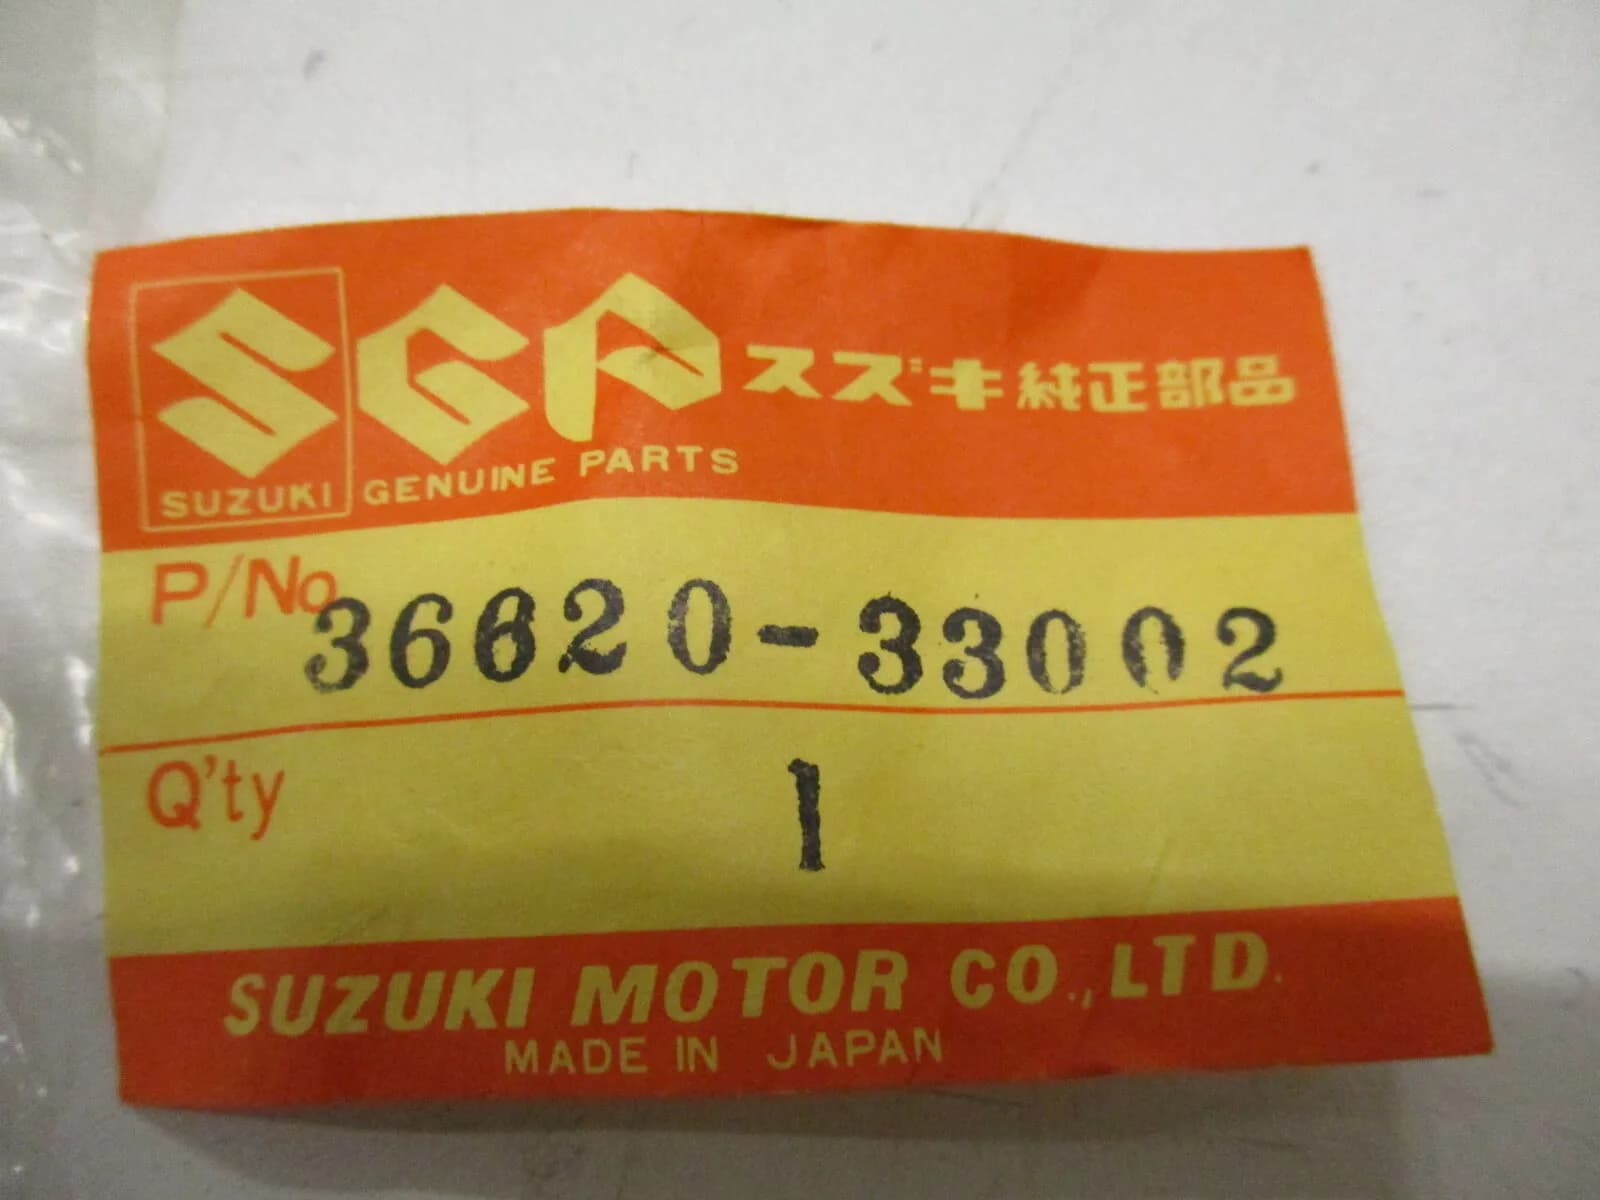 SGP スズキ純正部品
SUZUKI GENUINE PARTS
P/No. 36620-33002
Q'ty 1
SUZUKI MOTOR CO., LTD.
MADE IN JAPAN